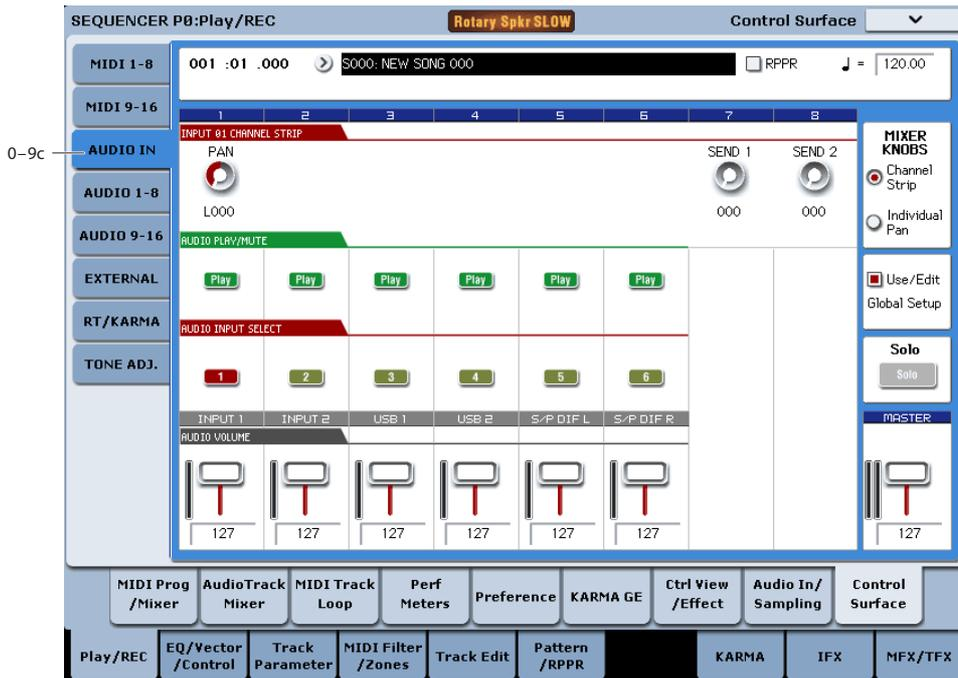 SEQUENCER P0:Play/REC Rotary Spkr SLOW Control Surface
MIDI 1-8
MIDI 9-16
0–9c AUDIO IN
AUDIO 1-8
AUDIO 9-16
EXTERNAL
RT/KARMA
TONE ADJ.
001 :01 .000 S000: NEW SONG 000 RPPR ♩ = 120.00
1 2 3 4 5 6 7 8
INPUT 01 CHANNEL STRIP
PAN SEND 1 SEND 2
L000 000 000
AUDIO PLAY/MUTE
Play Play Play Play Play Play
AUDIO INPUT SELECT
1 2 3 4 5 6
INPUT 1 INPUT 2 USB 1 USB 2 S/P DIF L S/P DIF R
AUDIO VOLUME
127 127 127 127 127 127
MIXER
KNOBS
Channel
Strip
Individual
Pan
Use/Edit
Global Setup
Solo
Solo
MASTER
127
MIDI Prog
/Mixer
AudioTrack
Mixer
MIDI Track
Loop
Perf
Meters
Preference
KARMA GE
Ctrl View
/Effect
Audio In/
Sampling
Control
Surface
Play/REC
EQ/Vector
/Control
Track
Parameter
MIDI Filter
/Zones
Track Edit
Pattern
/RPPR
KARMA
IFX
MFX/TFX